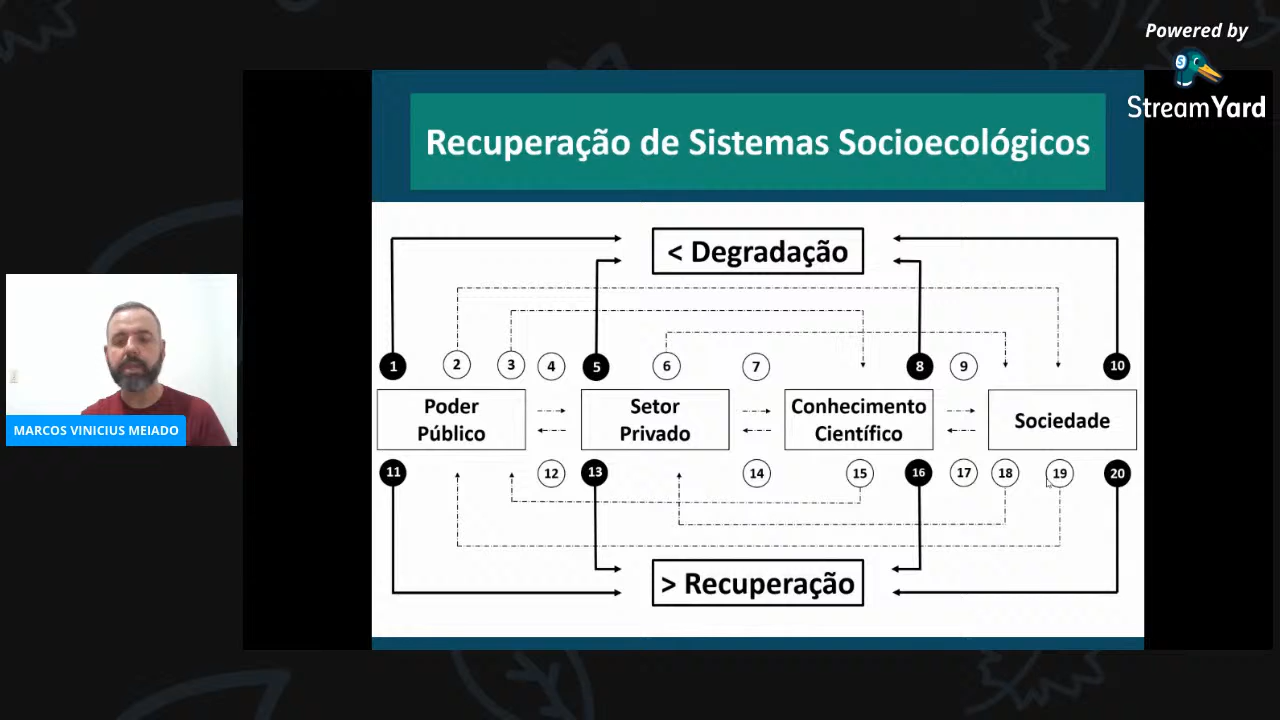 Powered by
StreamYard
Recuperação de Sistemas Socioecológicos
< Degradação
1
2
3
4
5
6
7
8
9
10
Poder
Público
Setor
Privado
Conhecimento
Científico
Sociedade
11
12
13
14
15
16
17
18
19
20
> Recuperação
MARCOS VINICIUS MEIADO